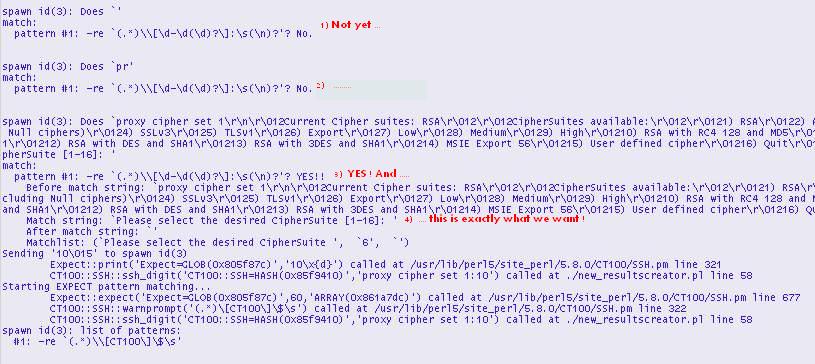 spawn id(3): Does `'
1) Not yet ...
match:
pattern #1: -re `(.*)\\[\d-\d(\d)?\]:\s(\n)?'? No.
spawn id(3): Does `pr'
match:
pattern #1: -re `(.*)\\[\d-\d(\d)?\]:\s(\n)?'? No.
2) .........
spawn id(3): Does `proxy cipher set 1\r\n\r\012Current Cipher suites: RSA\r\012\r\012CipherSuites available:\r\012\r\0121) RSA\r\0122) A
Null ciphers)\r\0124) SSLv3\r\0125) TLSv1\r\0126) Export\r\0127) Low\r\0128) Medium\r\0129) High\r\01210) RSA with RC4 128 and MD5\r\01
1\r\01212) RSA with DES and SHA1\r\01213) RSA with 3DES and SHA1\r\01214) MSIE Export 56\r\01215) User defined cipher\r\01216) Quit\r\0
pherSuite [1-16]: '
match:
pattern #1: -re `(.*)\\[\d-\d(\d)?\]:\s(\n)?'? YES!!
3) YES ! And .....
Before match string: `proxy cipher set 1\r\n\r\012Current Cipher suites: RSA\r\012\r\012CipherSuites available:\r\012\r\0121) RSA\r
cluding Null ciphers)\r\0124) SSLv3\r\0125) TLSv1\r\0126) Export\r\0127) Low\r\0128) Medium\r\0129) High\r\01210) RSA with RC4 128 and M
and SHA1\r\01212) RSA with DES and SHA1\r\01213) RSA with 3DES and SHA1\r\01214) MSIE Export 56\r\01215) User defined cipher\r\01216) Qu
Match string: `Please select the desired CipherSuite [1-16]: '
4) .... this is exactly what we want !
After match string: `'
Matchlist: (`Please select the desired CipherSuite ', `6', `')
Sending '10\015' to spawn id(3)
Expect::print('Expect=GLOB(0x805f87c)','10\x{d}') called at /usr/lib/perl5/site_perl/5.8.0/CT100/SSH.pm line 321
CT100::SSH::ssh_digit('CT100::SSH=HASH(0x85f9410)','proxy cipher set 1:10') called at ./new_resultscreator.pl line 58
Starting EXPECT pattern matching...
Expect::expect('Expect=GLOB(0x805f87c)',60,'ARRAY(0x861a7dc)') called at /usr/lib/perl5/site_perl/5.8.0/CT100/SSH.pm line 677
CT100::SSH::warnprompt('(.*)\[CT100\]\$\s') called at /usr/lib/perl5/site_perl/5.8.0/CT100/SSH.pm line 322
CT100::SSH::ssh_digit('CT100::SSH=HASH(0x85f9410)','proxy cipher set 1:10') called at ./new_resultscreator.pl line 58
spawn id(3): list of patterns:
#1: -re `(.*)\\[CT100\]\$\s'